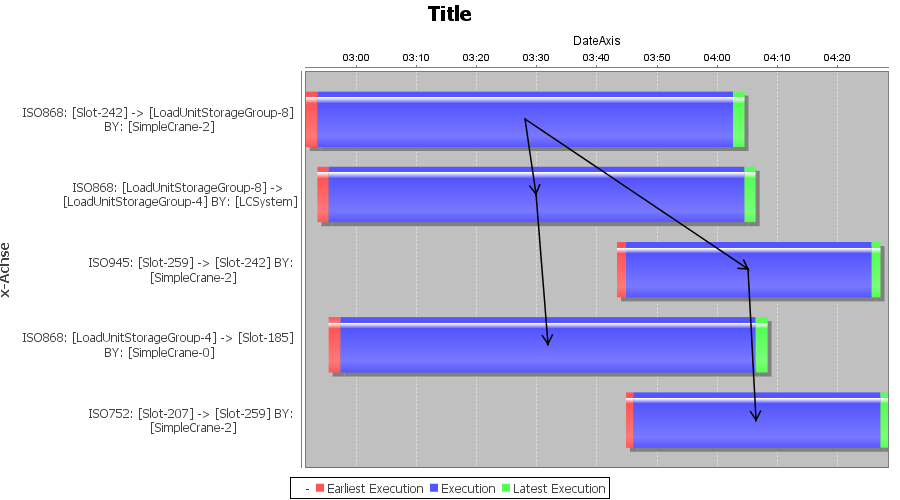 Title
DateAxis
03:00 03:10 03:20 03:30 03:40 03:50 04:00 04:10 04:20
x-Achse
ISO868: [Slot-242] -> [LoadUnitStorageGroup-8]
BY: [SimpleCrane-2]
ISO868: [LoadUnitStorageGroup-8] ->
[LoadUnitStorageGroup-4] BY: [LCSystem]
ISO945: [Slot-259] -> [Slot-242] BY:
[SimpleCrane-2]
ISO868: [LoadUnitStorageGroup-4] -> [Slot-185]
BY: [SimpleCrane-0]
ISO752: [Slot-207] -> [Slot-259] BY:
[SimpleCrane-2]
- Earliest Execution Execution Latest Execution